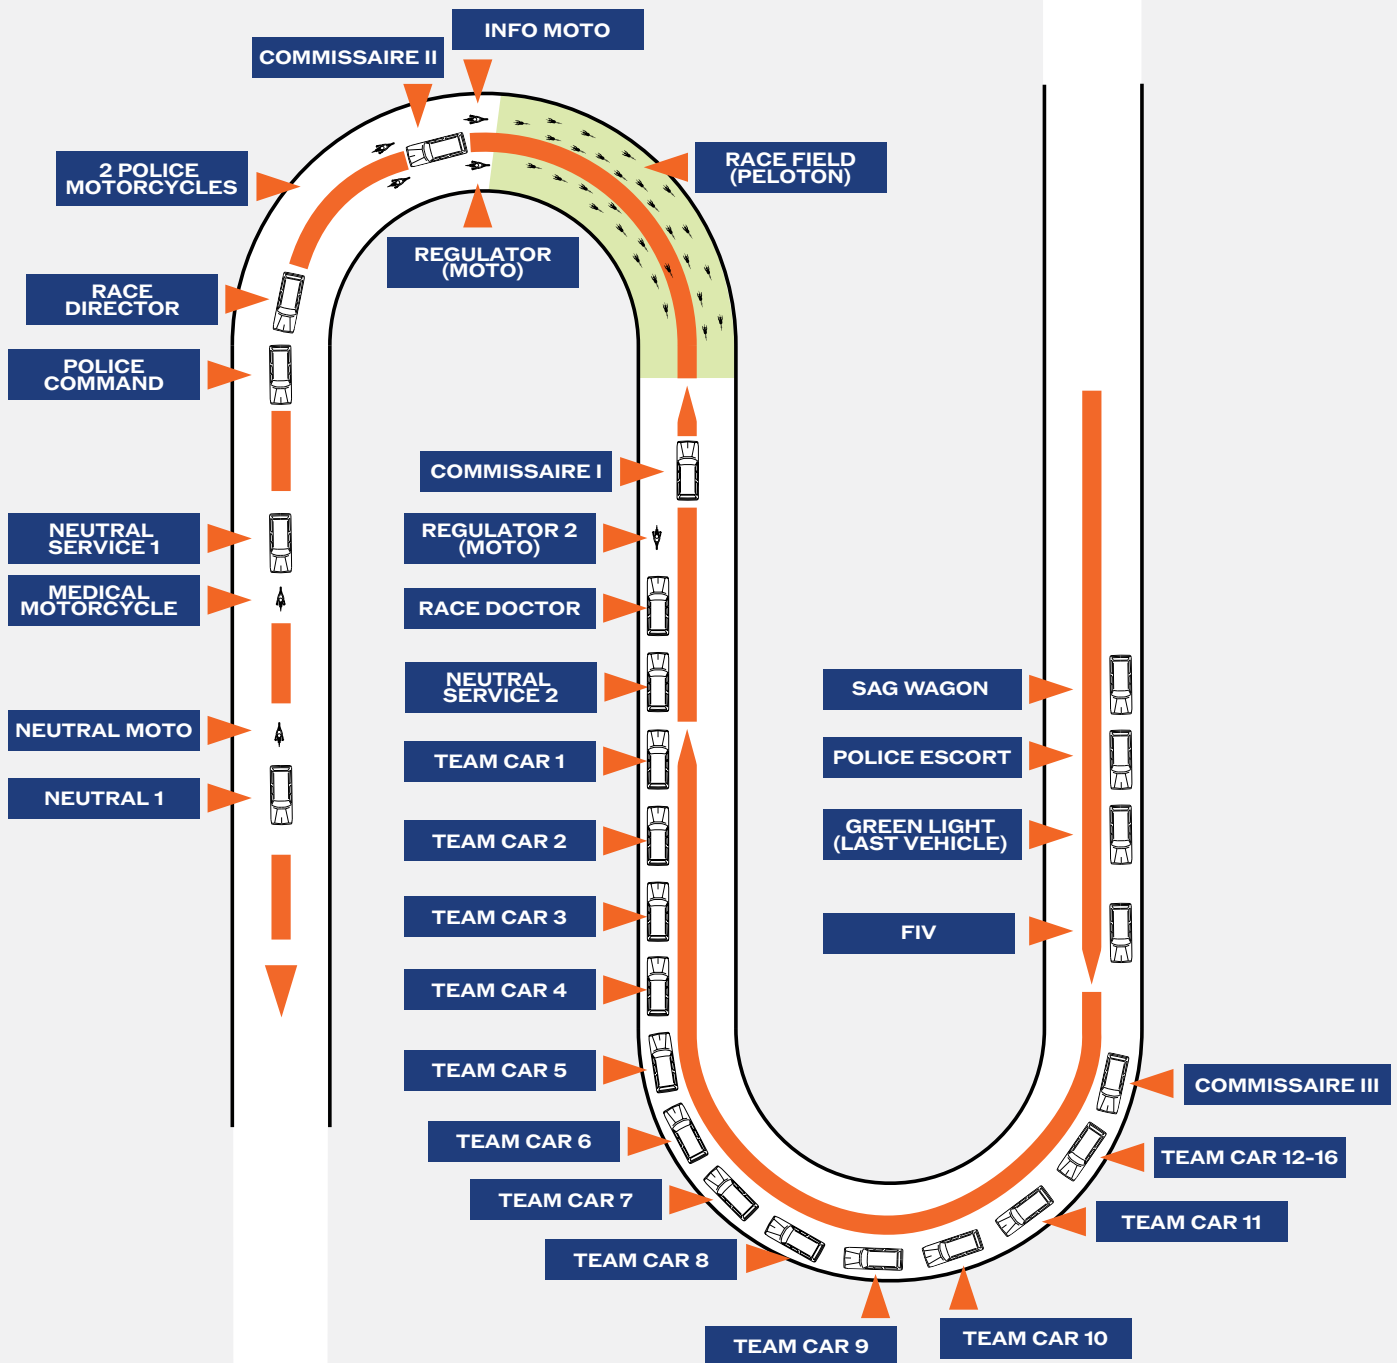 INFO MOTO
COMMISSAIRE II
2 POLICE
MOTORCYCLES
RACE FIELD
(PELOTON)
REGULATOR
(MOTO)
RACE
DIRECTOR
POLICE
COMMAND
COMMISSAIRE I
NEUTRAL
SERVICE 1
REGULATOR 2
(MOTO)
MEDICAL
MOTORCYCLE
RACE DOCTOR
NEUTRAL
SERVICE 2
SAG WAGON
NEUTRAL MOTO
TEAM CAR 1
POLICE ESCORT
NEUTRAL 1
TEAM CAR 2
GREEN LIGHT
(LAST VEHICLE)
TEAM CAR 3
FIV
TEAM CAR 4
TEAM CAR 5
COMMISSAIRE III
TEAM CAR 6
TEAM CAR 12-16
TEAM CAR 7
TEAM CAR 11
TEAM CAR 8
TEAM CAR 9
TEAM CAR 10